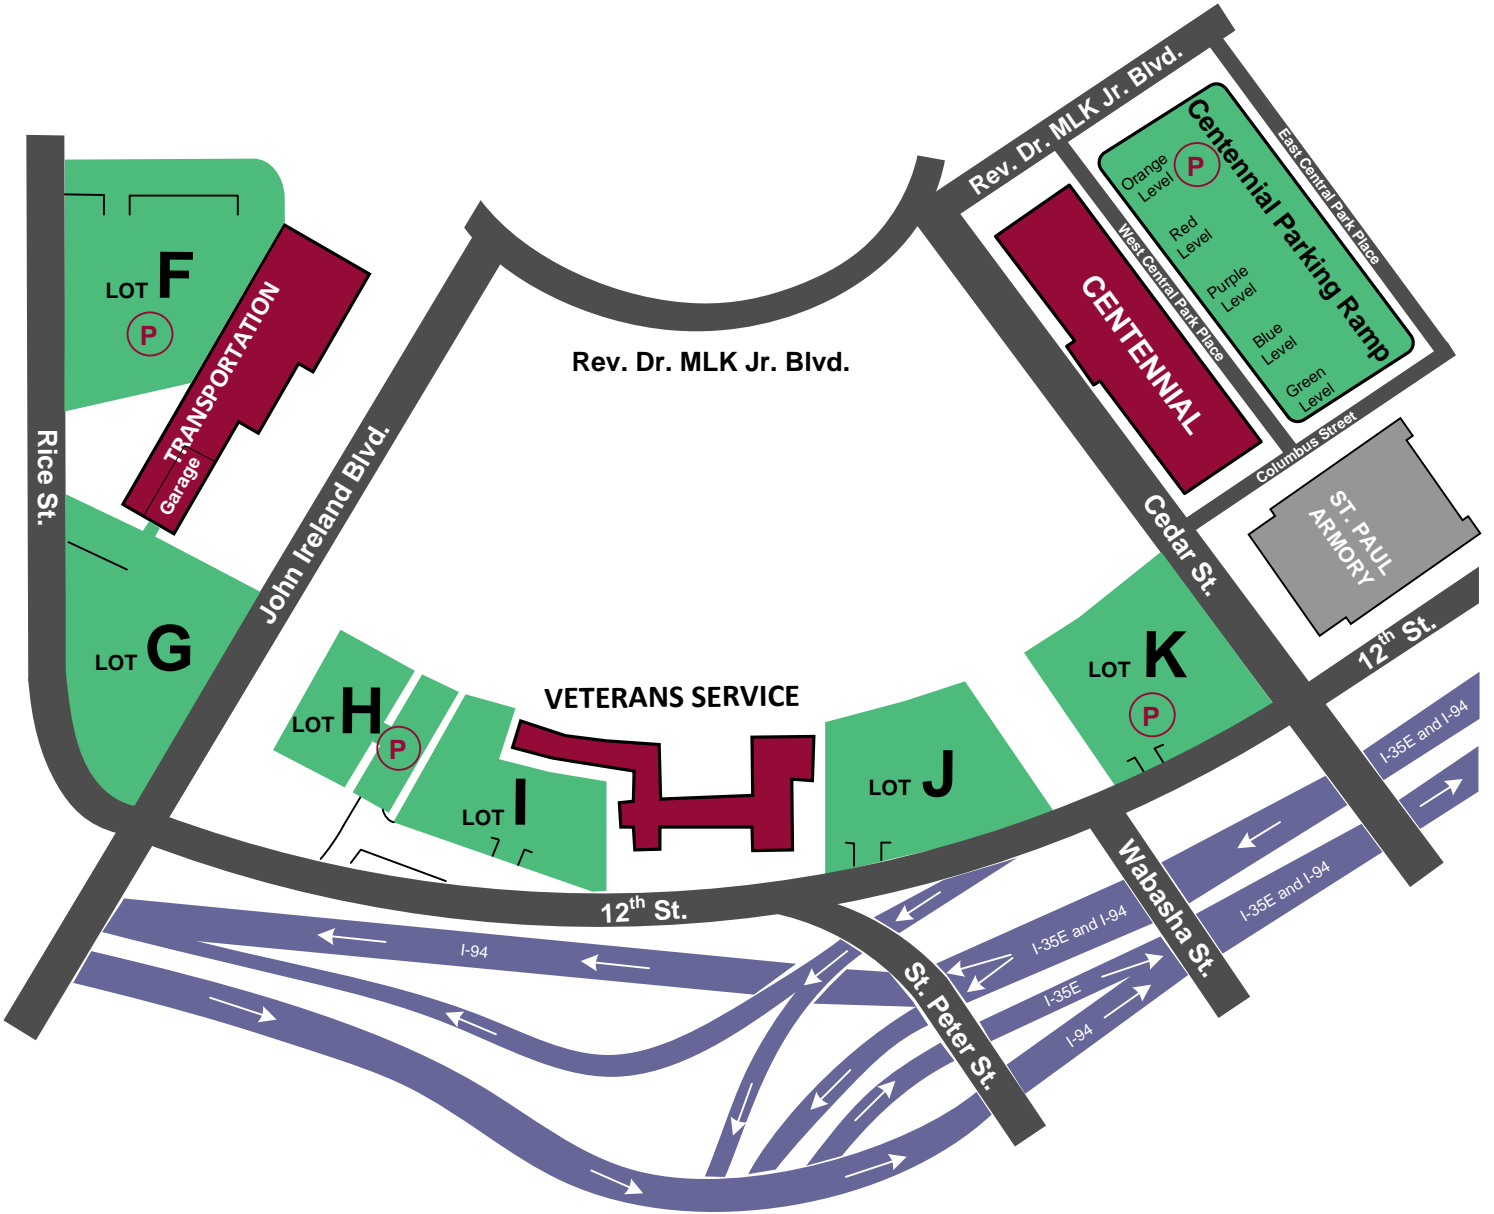 Rev. Dr. MLK Jr. Blvd.
Centennial Parking Ramp
P
Orange
Level
Red
Level
Purple
Level
Blue
Level
Green
Level
East Central Park Place
West Central Park Place
CENTENNIAL
Columbus Street
ST. PAUL
ARMORY
LOT F
P
TRANSPORTATION
Garage
Rice St.
John Ireland Blvd.
Rev. Dr. MLK Jr. Blvd.
Cedar St.
LOT G
LOT H
P
LOT I
VETERANS SERVICE
LOT J
LOT K
P
12th St.
12th St.
I-35E and I-94
I-35E and I-94
I-35E and I-94
Wabasha St.
St. Peter St.
I-94
I-35E
I-94